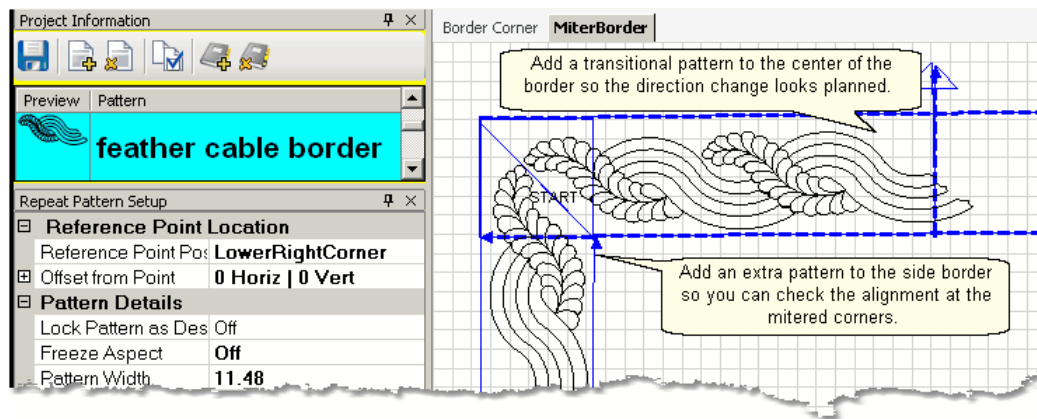 Project Information
Preview Pattern
feather cable border
Repeat Pattern Setup
Reference Point Location
Reference Point Pos LowerRightCorner
Offset from Point 0 Horiz | 0 Vert
Pattern Details
Lock Pattern as Des Off
Freeze Aspect Off
Pattern Width 11.48
Border Corner MiterBorder
Add a transitional pattern to the center of the
border so the direction change looks planned.
START
Add an extra pattern to the side border
so you can check the alignment at the
mitered corners.